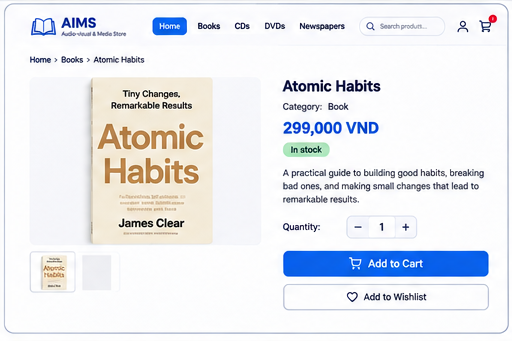 AIMS
Audio-visual & Media Store
Home
Books
CDs
DVDs
Newspapers
Search products...
Home > Books > Atomic Habits
Tiny Changes,
Remarkable Results
Atomic
Habits
James Clear
Atomic Habits
Category: Book
299,000 VND
In stock
A practical guide to building good habits, breaking
bad ones, and making small changes that lead to
remarkable results.
Quantity:
− 1 +
Add to Cart
Add to Wishlist
Atomic
Habits